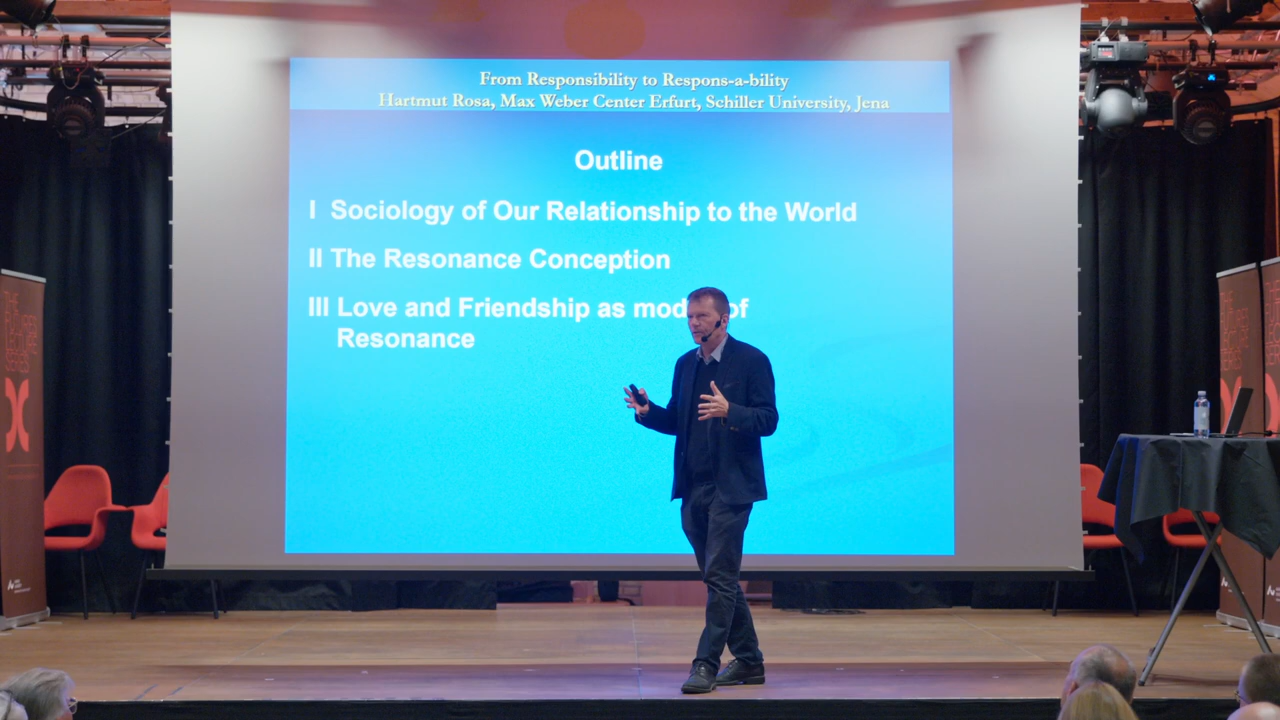 From Responsibility to Respons-a-bility
Hartmut Rosa, Max Weber Center Erfurt, Schiller University, Jena
Outline
I Sociology of Our Relationship to the World
II The Resonance Conception
III Love and Friendship as mod of
Resonance